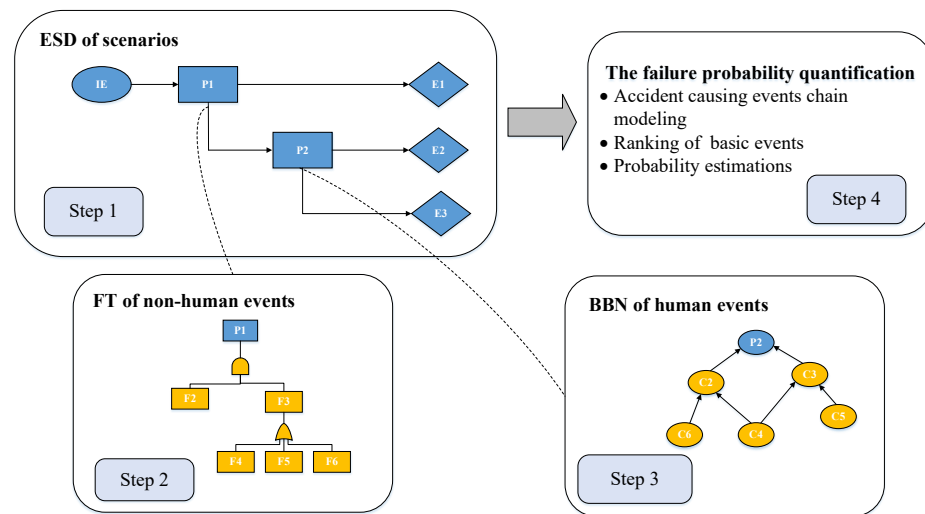 ESD of scenarios
IE
P1
E1
P2
E2
E3
Step 1
The failure probability quantification
• Accident causing events chain
modeling
• Ranking of basic events
• Probability estimations
Step 4
FT of non-human events
P1
F2
F3
F4
F5
F6
Step 2
BBN of human events
P2
C2
C3
C5
C6
C4
Step 3